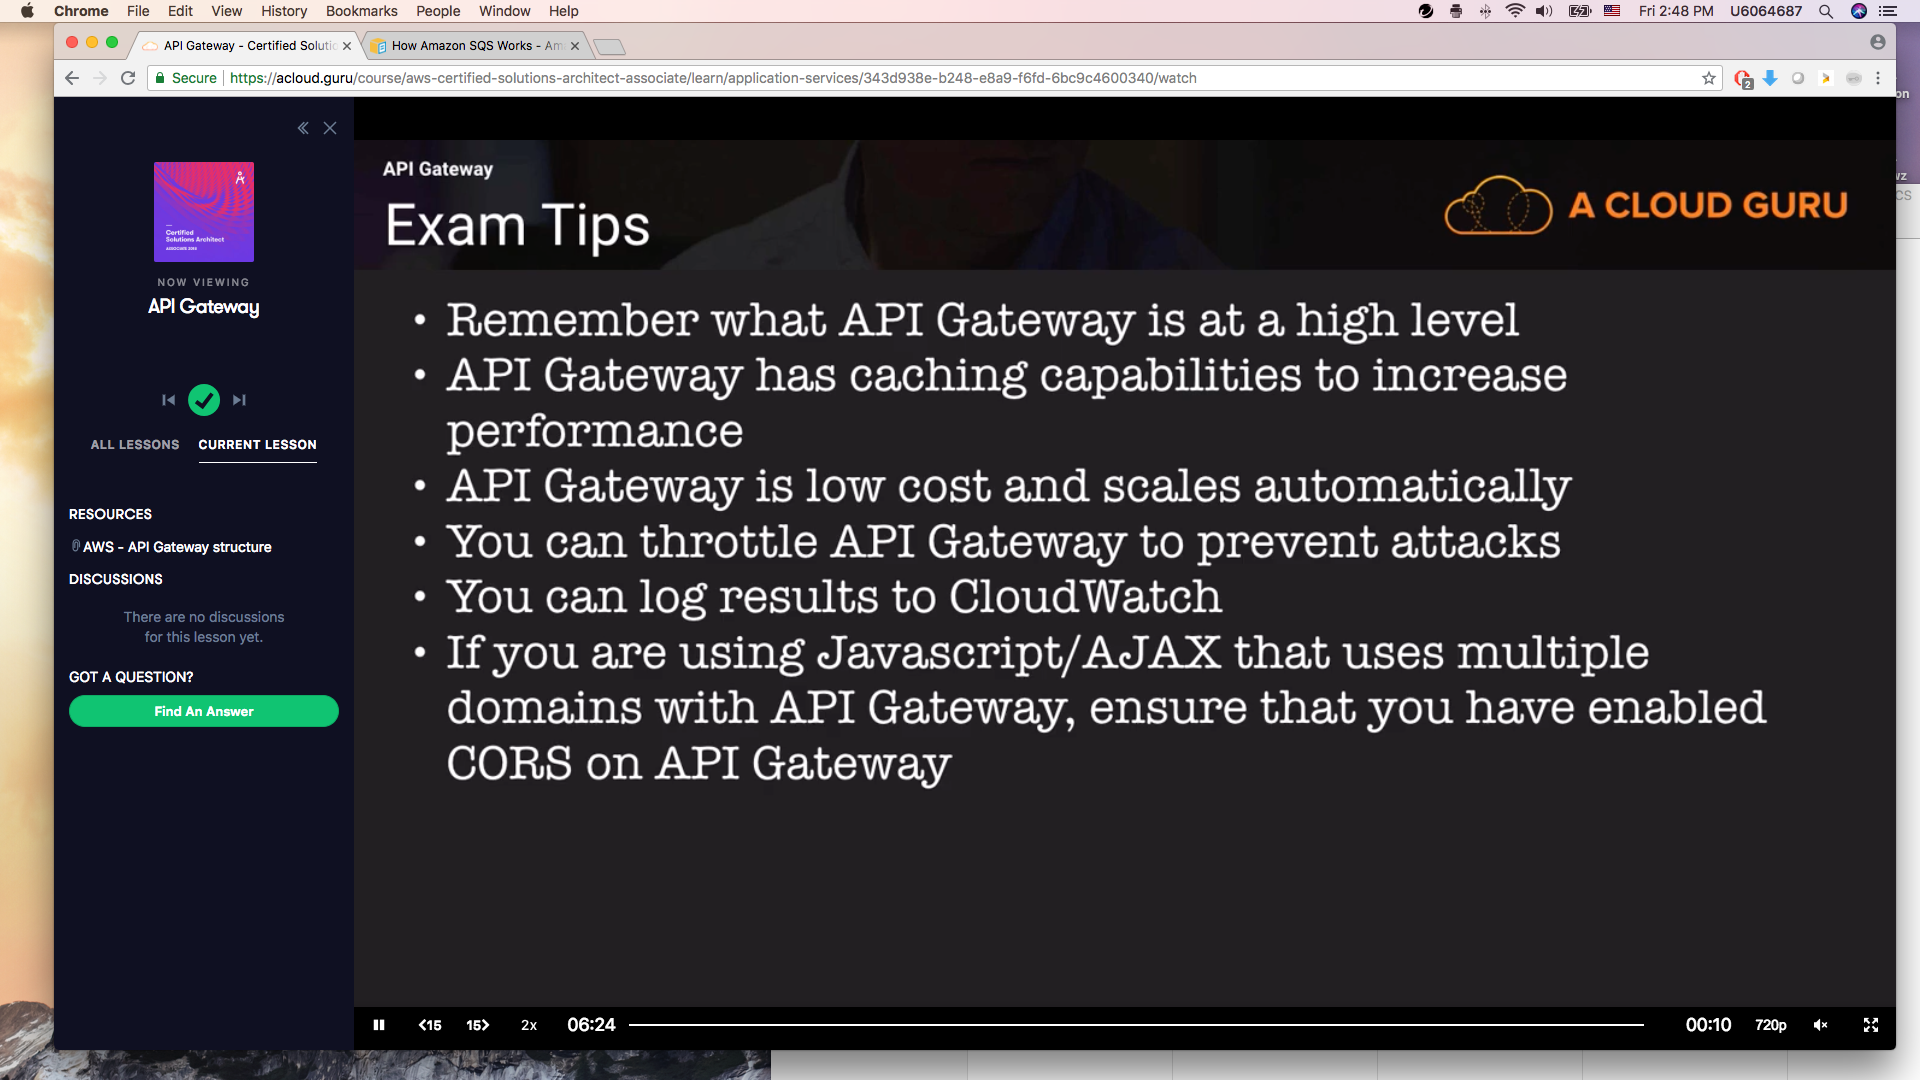 Chrome File Edit View History Bookmarks People Window Help Fri 2:48 PM U6064687
API Gateway - Certified Solutio How Amazon SQS Works - Am
Secure https://acloud.guru/course/aws-certified-solutions-architect-associate/learn/application-services/343d938e-b248-e8a9-f6fd-6bc9c4600340/watch
2
on
vz
CS
Certified
Solutions Architect
ASSOCIATE 2018
NOW VIEWING
API Gateway
ALL LESSONS CURRENT LESSON
RESOURCES
AWS - API Gateway structure
DISCUSSIONS
There are no discussions
for this lesson yet.
GOT A QUESTION?
Find An Answer
API Gateway
Exam Tips
A CLOUD GURU
• Remember what API Gateway is at a high level
• API Gateway has caching capabilities to increase
performance
• API Gateway is low cost and scales automatically
• You can throttle API Gateway to prevent attacks
• You can log results to CloudWatch
• If you are using Javascript/AJAX that uses multiple
domains with API Gateway, ensure that you have enabled
CORS on API Gateway
<15 15> 2x 06:24 00:10 720p